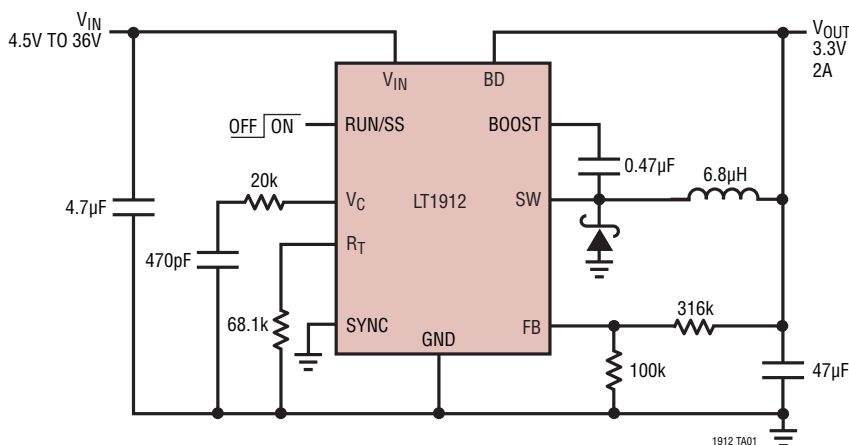 VIN
4.5V TO 36V
VOUT
3.3V
2A
VIN
BD
OFF ON
RUN/SS
BOOST
0.47µF
6.8µH
20k
4.7µF
VC
LT1912
SW
RT
470pF
316k
68.1k
SYNC
GND
FB
100k
47µF
1912 TA01